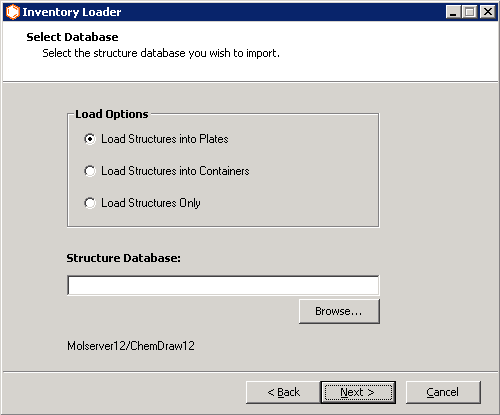 Inventory Loader
Select Database
Select the structure database you wish to import.
Load Options
Load Structures into Plates
Load Structures into Containers
Load Structures Only
Structure Database:
Browse...
Molserver12/ChemDraw12
< Back
Next >
Cancel